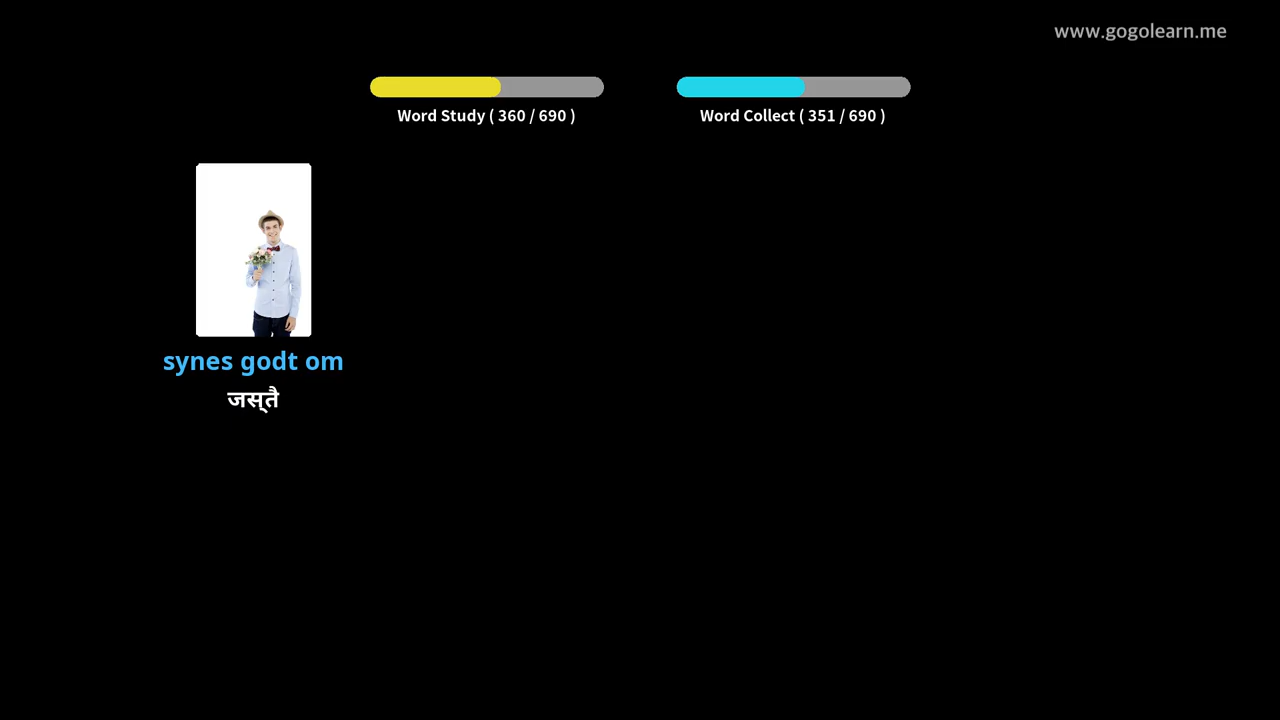 www.gogolearn.me
Word Study ( 360 / 690 )
Word Collect ( 351 / 690 )
synes godt om
जस्तै